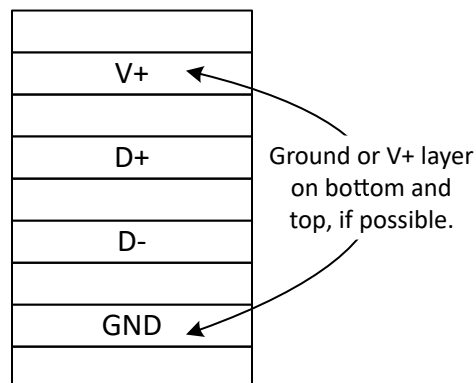 V+
D+
D-
GND
Ground or V+ layer
on bottom and
top, if possible.